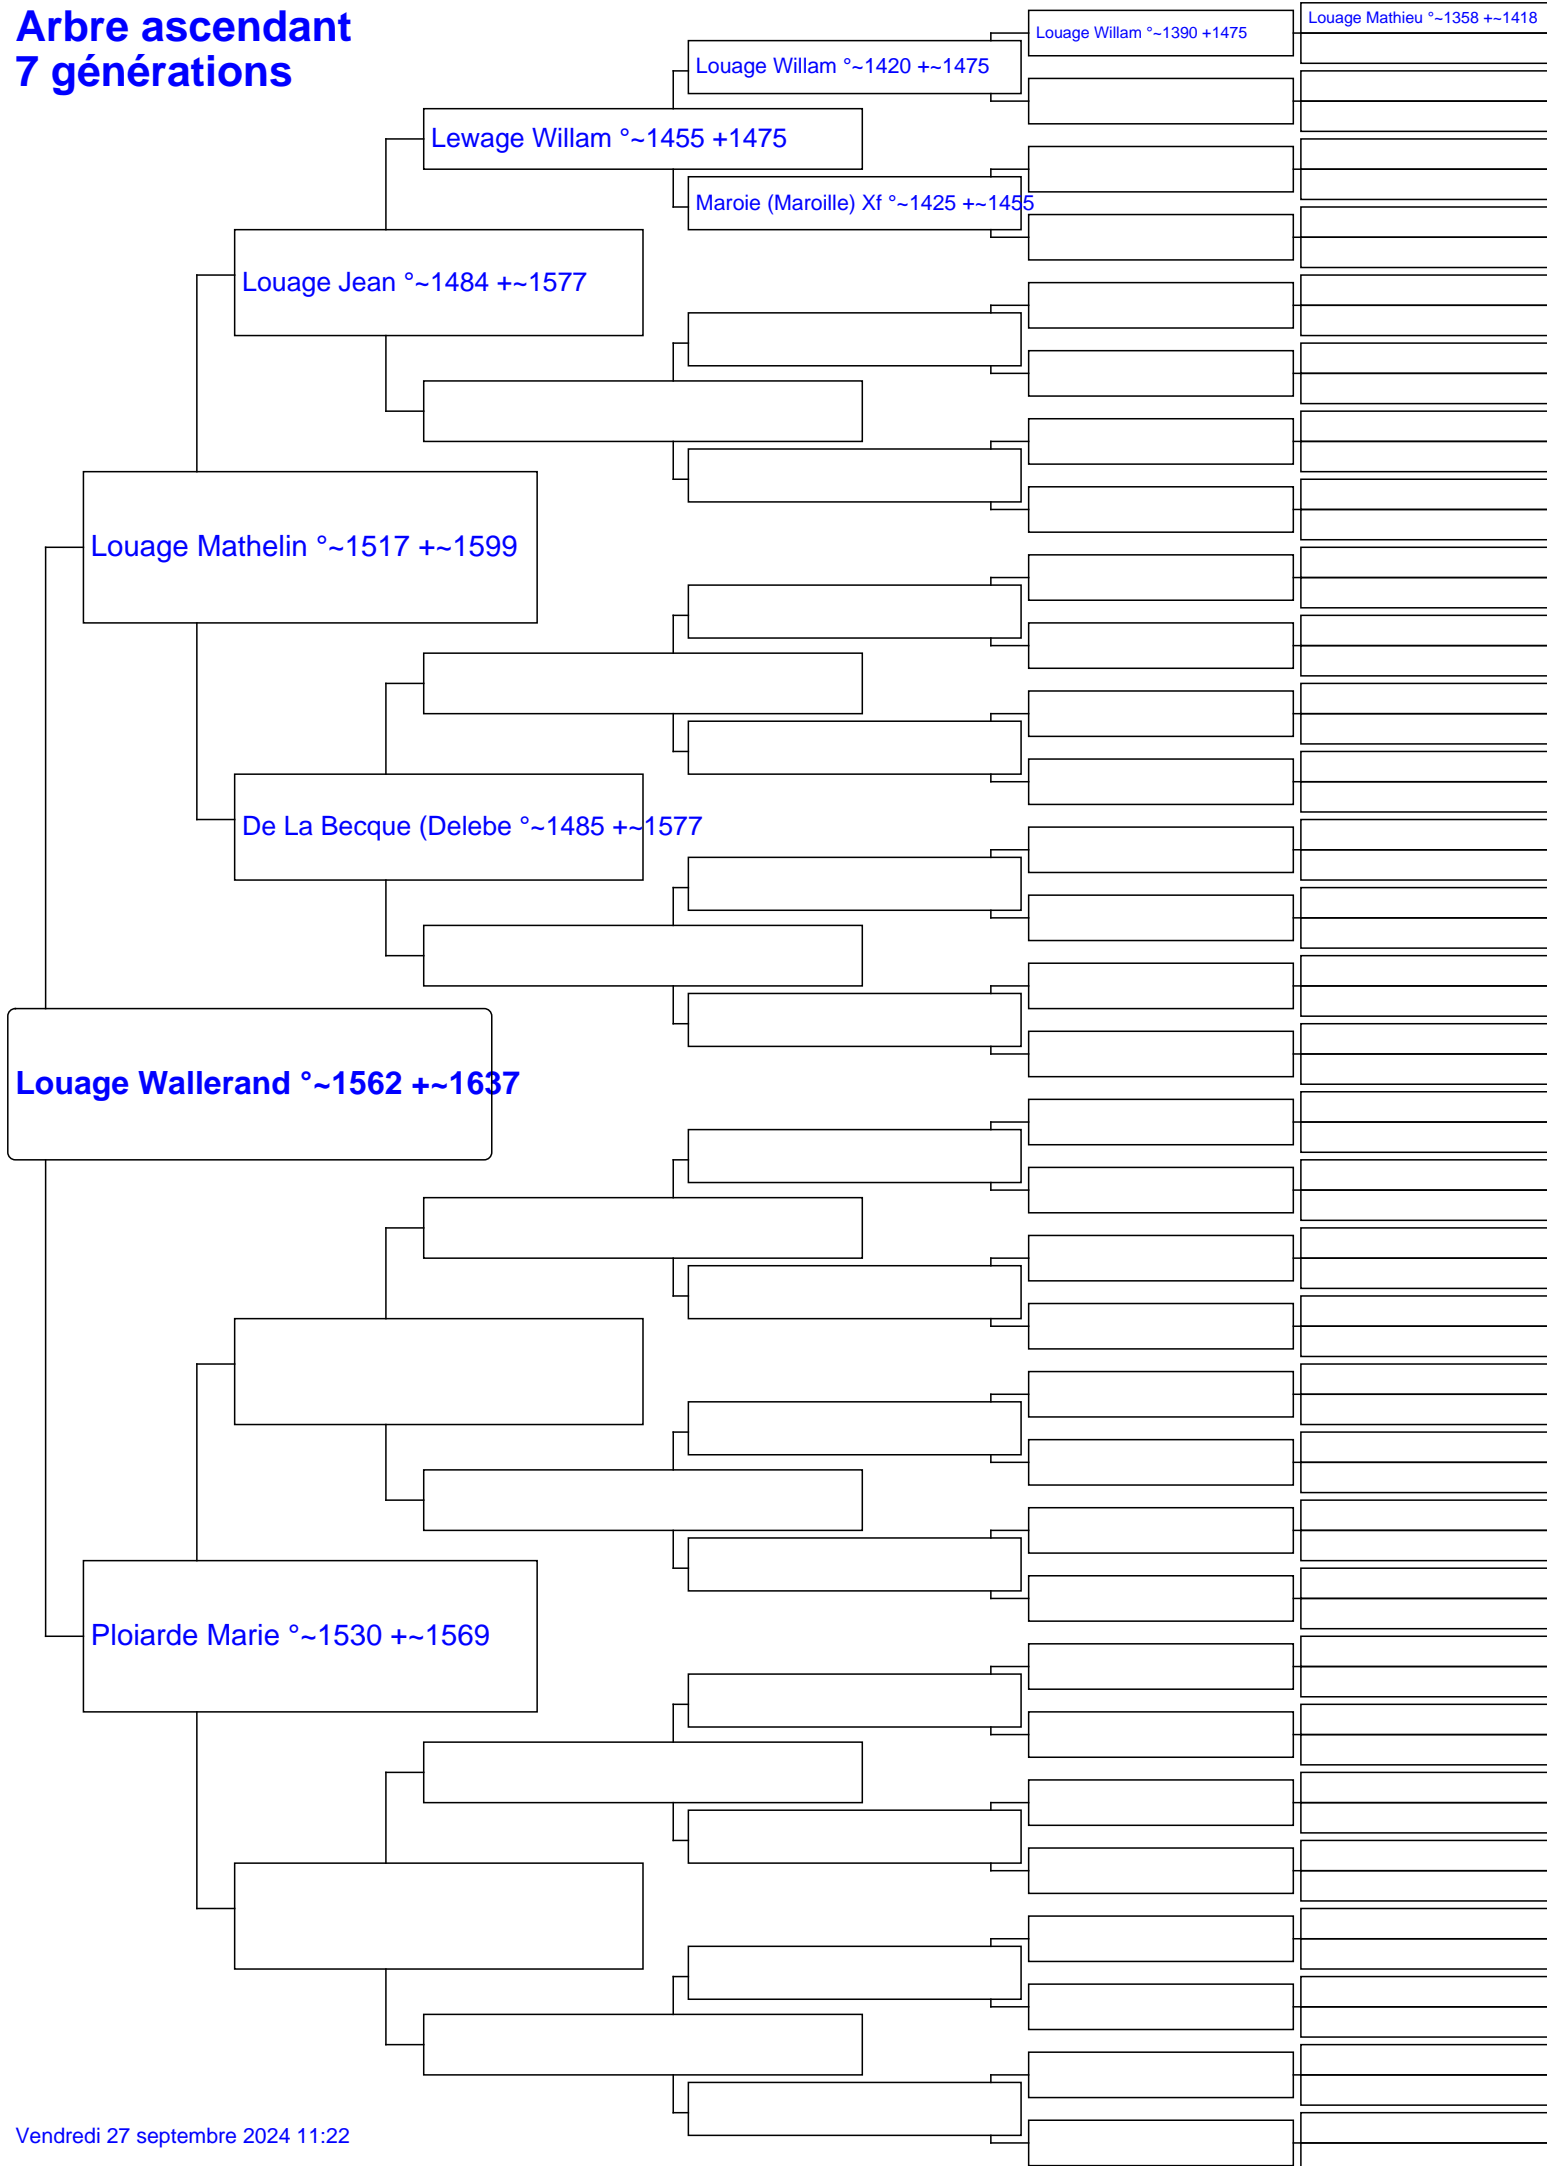 Arbre ascendant
7 générations
Louage Mathieu °~1358 +~1418
Louage Willam °~1390 +1475
Louage Willam °~1420 +~1475
Lewage Willam °~1455 +1475
Maroie (Maroille) Xf °~1425 +~1455
Louage Jean °~1484 +~1577
Louage Mathelin °~1517 +~1599
De La Becque (Delebe °~1485 +~1577
Louage Wallerand °~1562 +~1637
Ploiarde Marie °~1530 +~1569
Vendredi 27 septembre 2024 11:22